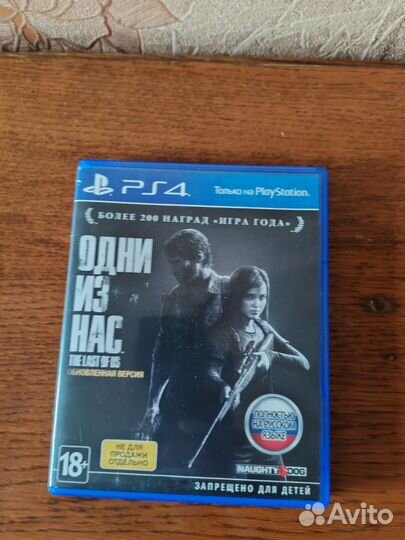 PS4
Только на PlayStation
БОЛЕЕ 200 НАГРАД «ИГРА ГОДА»
ОДНИ
ИЗ
НАС
THE LAST OF US
ОБНОВЛЕННАЯ ВЕРСИЯ
НЕ ДЛЯ
ПРОДАЖИ
ОТДЕЛЬНО
ПОЛНОСТЬЮ
НА РУССКОМ
ЯЗЫКЕ
18+
NAUGHTY DOG
ЗАПРЕЩЕНО ДЛЯ ДЕТЕЙ
Avito